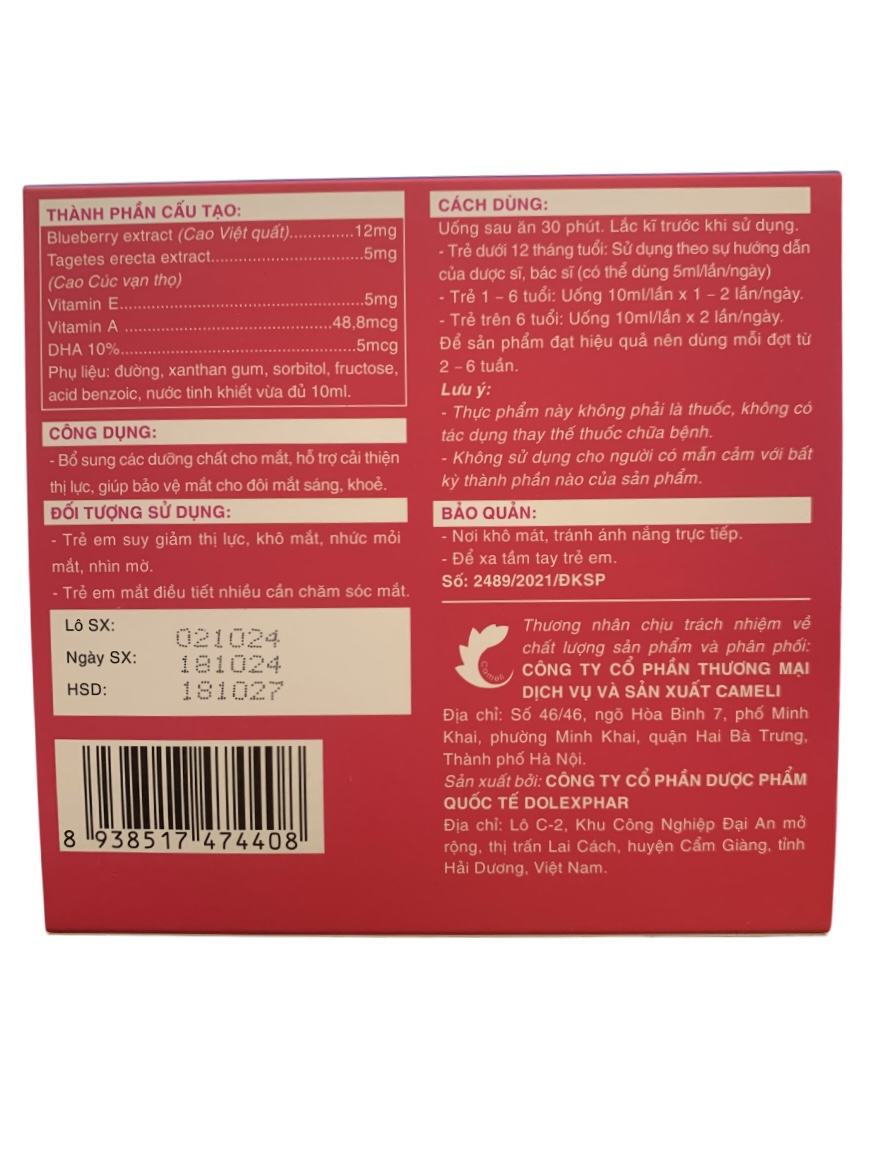 THÀNH PHẦN CẤU TẠO:
Blueberry extract (Cao Việt quất)..............12mg
Tagetes erecta extract.................................5mg
(Cao Cúc vạn thọ)
Vitamin E.....................................................5mg
Vitamin A .............................................48,8mcg
DHA 10%...................................................5mcg
Phụ liệu: đường, xanthan gum, sorbitol, fructose,
acid benzoic, nước tinh khiết vừa đủ 10ml.
CÔNG DỤNG:
- Bổ sung các dưỡng chất cho mắt, hỗ trợ cải thiện
thị lực, giúp bảo vệ mắt cho đôi mắt sáng, khoẻ.
ĐỐI TƯỢNG SỬ DỤNG:
- Trẻ em suy giảm thị lực, khô mắt, nhức mỏi
mắt, nhìn mờ.
- Trẻ em mắt điều tiết nhiều cần chăm sóc mắt.
Lô SX: 021024
Ngày SX: 181024
HSD: 181027
8 938517 474408
CÁCH DÙNG:
Uống sau ăn 30 phút. Lắc kĩ trước khi sử dụng.
- Trẻ dưới 12 tháng tuổi: Sử dụng theo sự hướng dẫn
của dược sĩ, bác sĩ (có thể dùng 5ml/lần/ngày)
- Trẻ 1 – 6 tuổi: Uống 10ml/lần x 1 – 2 lần/ngày.
- Trẻ trên 6 tuổi: Uống 10ml/lần x 2 lần/ngày.
Để sản phẩm đạt hiệu quả nên dùng mỗi đợt từ
2 – 6 tuần.
Lưu ý:
- Thực phẩm này không phải là thuốc, không có
tác dụng thay thế thuốc chữa bệnh.
- Không sử dụng cho người có mẫn cảm với bất
kỳ thành phần nào của sản phẩm.
BẢO QUẢN:
- Nơi khô mát, tránh ánh nắng trực tiếp.
- Để xa tầm tay trẻ em.
Số: 2489/2021/ĐKSP
Cameli
Thương nhân chịu trách nhiệm về
chất lượng sản phẩm và phân phối:
CÔNG TY CỔ PHẦN THƯƠNG MẠI
DỊCH VỤ VÀ SẢN XUẤT CAMELI
Địa chỉ: Số 46/46, ngõ Hòa Bình 7, phố Minh
Khai, phường Minh Khai, quận Hai Bà Trưng,
Thành phố Hà Nội.
Sản xuất bởi: CÔNG TY CỔ PHẦN DƯỢC PHẨM
QUỐC TẾ DOLEXPHAR
Địa chỉ: Lô C-2, Khu Công Nghiệp Đại An mở
rộng, thị trấn Lai Cách, huyện Cẩm Giàng, tỉnh
Hải Dương, Việt Nam.